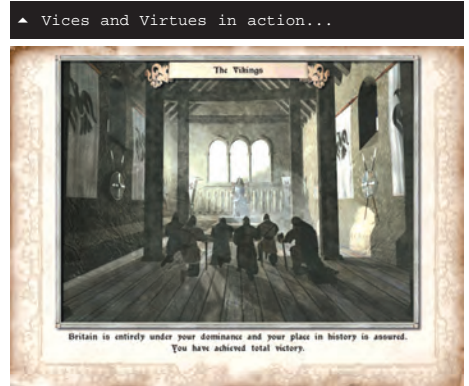 Vices and Virtues in action...
The Vikings
Britain is entirely under your dominance and your place in history is assured.
You have achieved total victory.